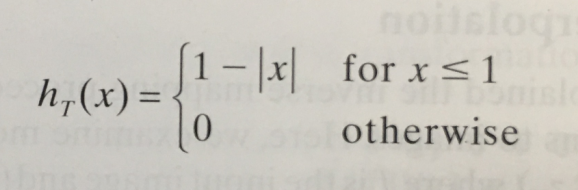 h_T(x) = { 1 − |x| for x ≤ 1
0 otherwise